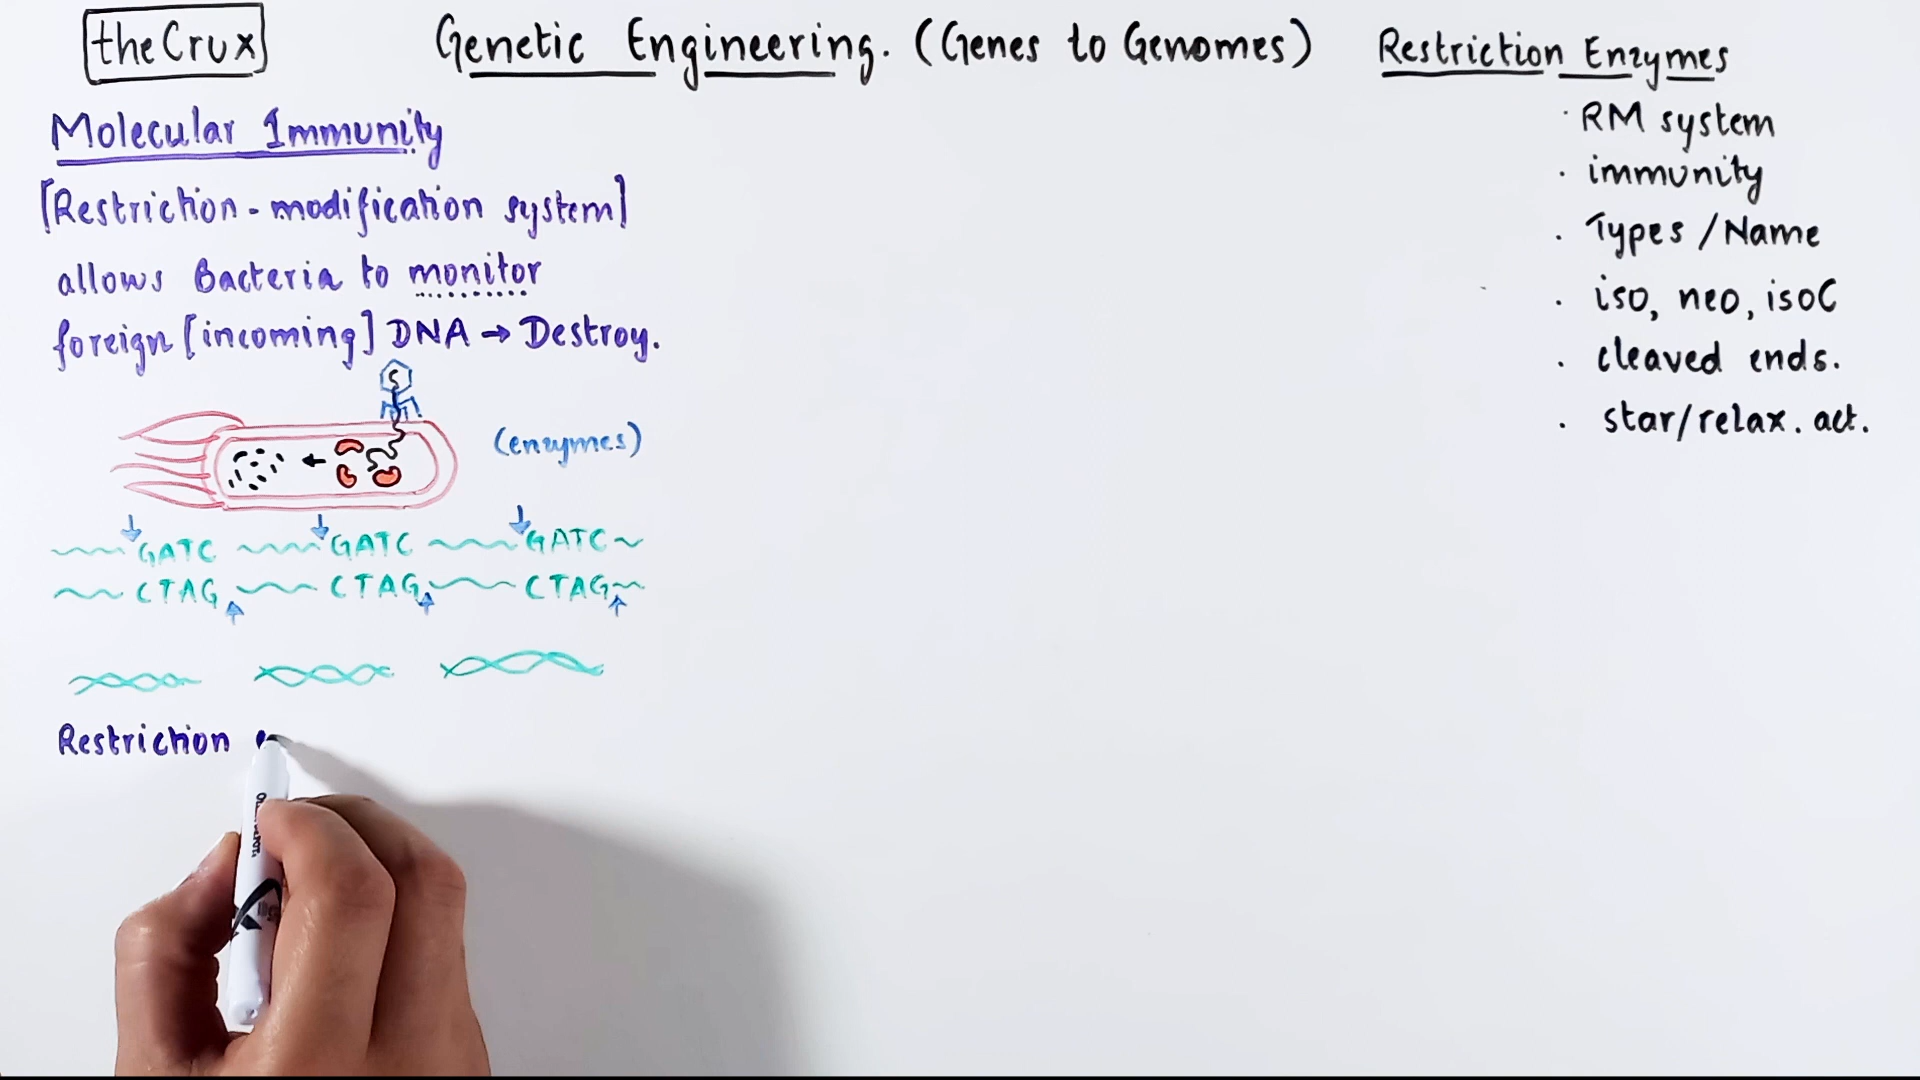 theCrux
Genetic Engineering. (Genes to Genomes)
Restriction Enzymes
· RM system
· immunity
· Types / Name
· iso, neo, isoC
· cleaved ends.
· star/relax. act.
Molecular Immunity
[Restriction - modification system]
allows Bacteria to monitor
foreign [incoming] DNA → Destroy.
(enzymes)
GATC GATC GATC
CTAG CTAG CTAG
Restriction